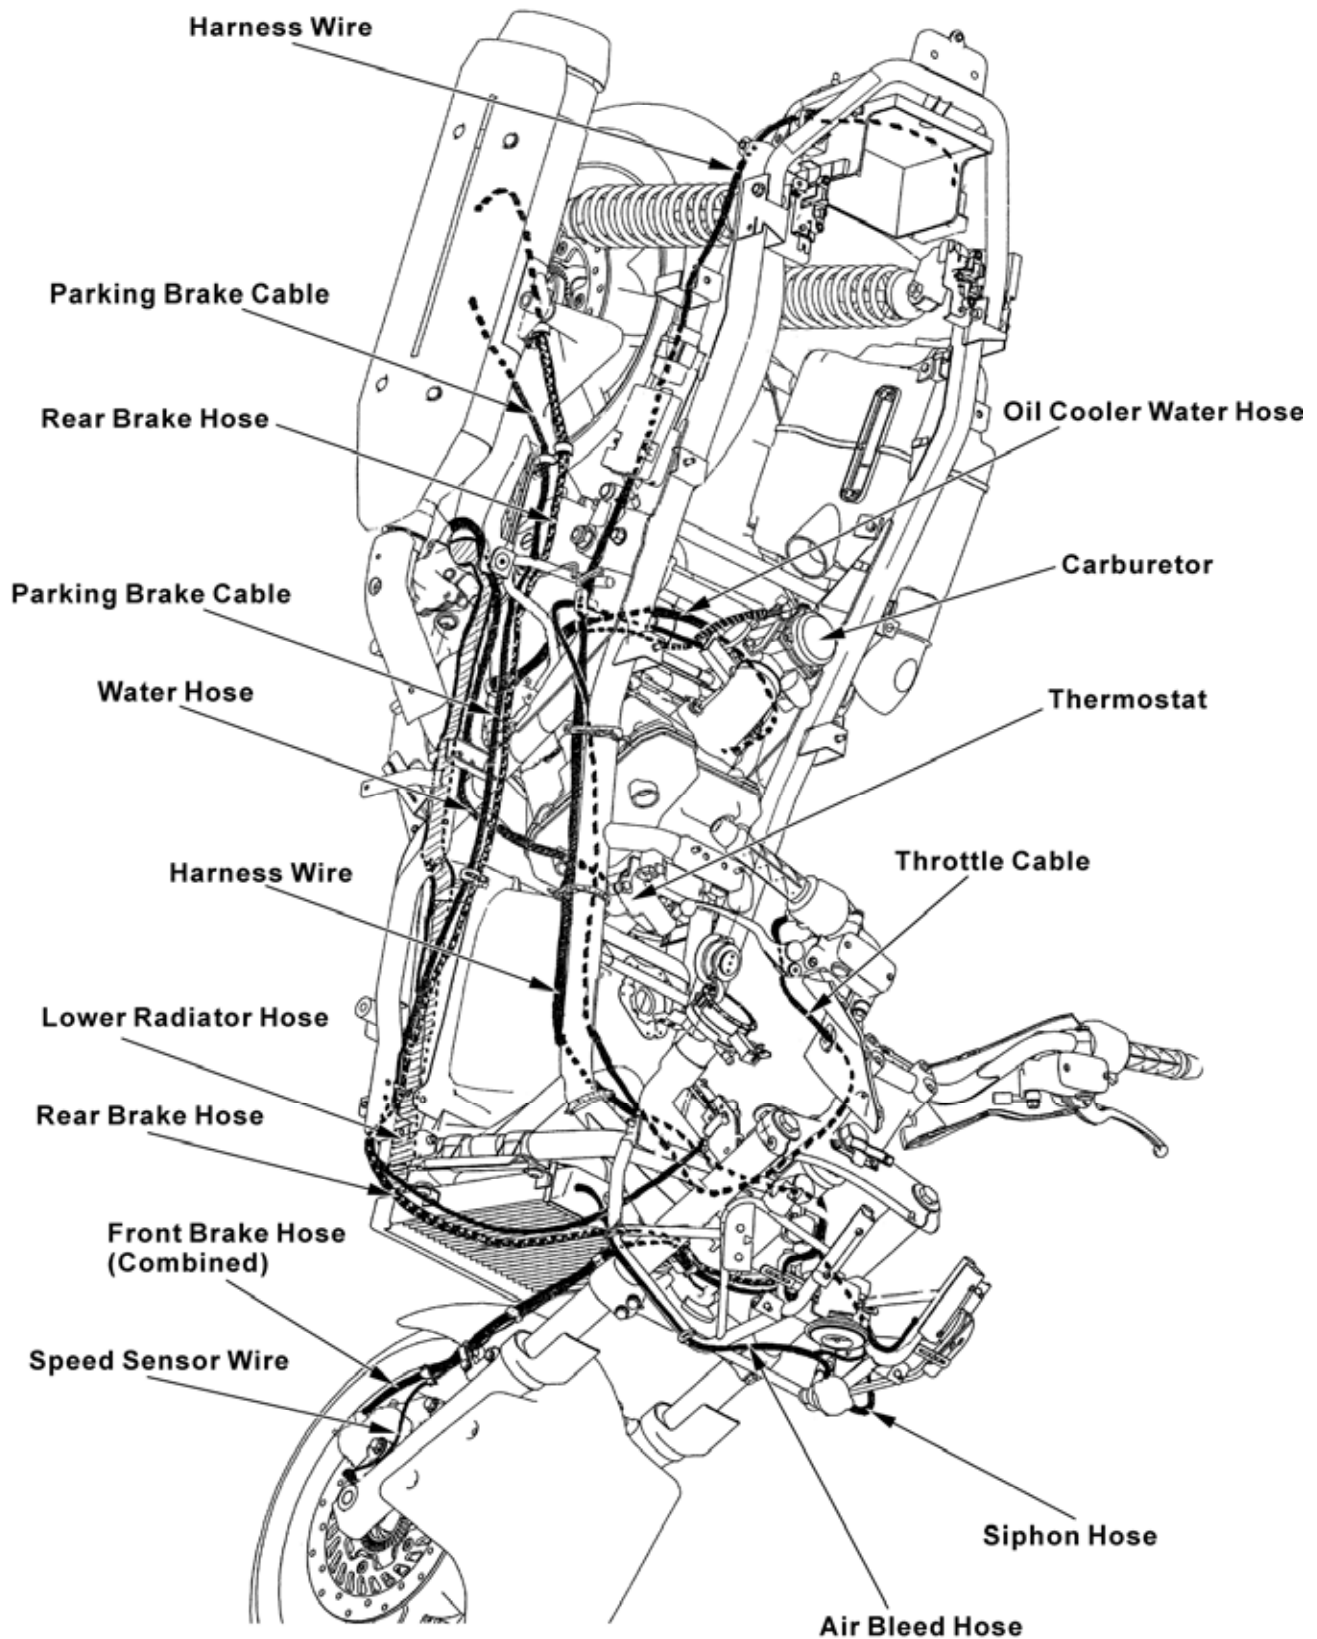 Harness Wire
Parking Brake Cable
Rear Brake Hose
Oil Cooler Water Hose
Carburetor
Parking Brake Cable
Water Hose
Thermostat
Harness Wire
Throttle Cable
Lower Radiator Hose
Rear Brake Hose
Front Brake Hose
(Combined)
Speed Sensor Wire
Siphon Hose
Air Bleed Hose